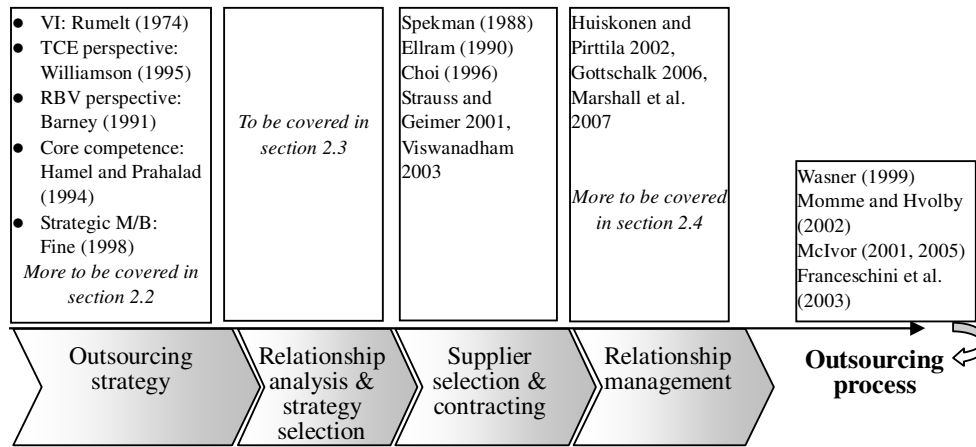 ● VI: Rumelt (1974)
● TCE perspective:
Williamson (1995)
● RBV perspective:
Barney (1991)
● Core competence:
Hamel and Prahalad
(1994)
● Strategic M/B:
Fine (1998)
More to be covered in
section 2.2
To be covered in
section 2.3
Spekman (1988)
Ellram (1990)
Choi (1996)
Strauss and
Geimer 2001,
Viswanadham
2003
Huiskonen and
Pirttila 2002,
Gottschalk 2006,
Marshall et al.
2007
More to be covered
in section 2.4
Wasner (1999)
Momme and Hvolby
(2002)
McIvor (2001, 2005)
Franceschini et al.
(2003)
Outsourcing
strategy
Relationship
analysis &
strategy
selection
Supplier
selection &
contracting
Relationship
management
Outsourcing
process